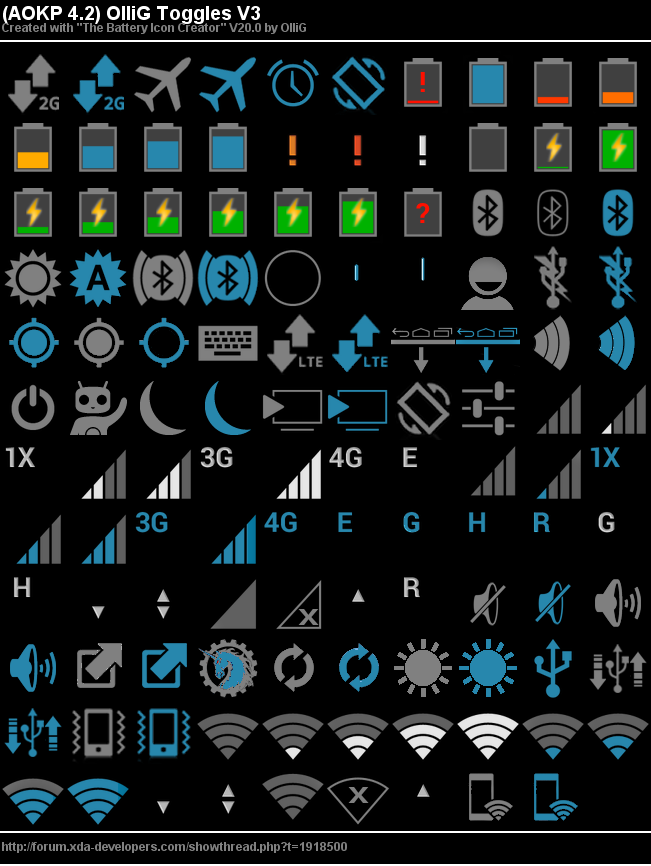 (AOKP 4.2) OlliG Toggles V3
Created with "The Battery Icon Creator" V20.0 by OlliG
2G 2G !
! ! !
?
A
LTE LTE
1X 3G 4G E 1X
3G 4G E G H R G
H X R
X
http://forum.xda-developers.com/showthread.php?t=1918500